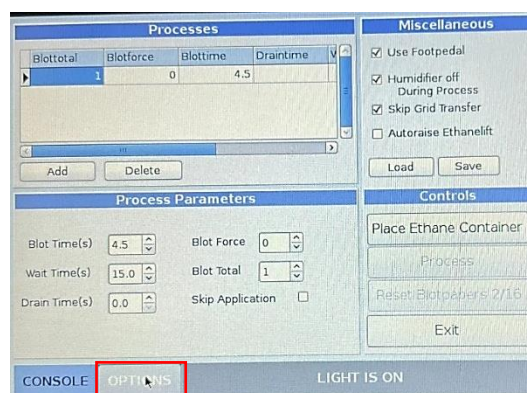 Processes
Blottotal Blotforce Blottime Draintime
1 0 4.5
Add Delete
Process Parameters
Blot Time(s) 4.5 Blot Force 0
Wait Time(s) 15.0 Blot Total 1
Drain Time(s) 0.0 Skip Application
Miscellaneous
Use Footpedal
Humidifier off
During Process
Skip Grid Transfer
Autoraise Ethanelift
Load Save
Controls
Place Ethane Container
Process
Reset Blotpapers 2/16
Exit
CONSOLE OPTIONS LIGHT IS ON